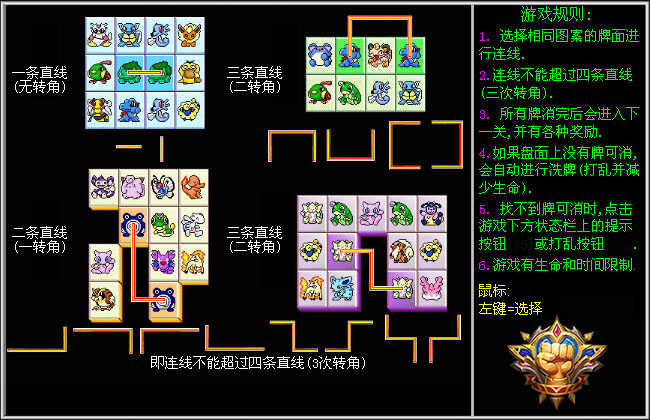 一条直线
(无转角)
三条直线
(二转角)
二条直线
(一转角)
三条直线
(二转角)
即连线不能超过四条直线(3次转角)
游戏规则:
1. 选择相同图案的牌面进
行连线.
2.连线不能超过四条直线
(三次转角).
3. 所有牌消完后会进入下
一关,并有各种奖励.
4.如果盘面上没有牌可消,
会自动进行洗牌(打乱并减
少生命).
5. 找不到牌可消时,点击
游戏下方状态栏上的提示
按钮 或打乱按钮 .
6.游戏有生命和时间限制.
鼠标:
左键=选择